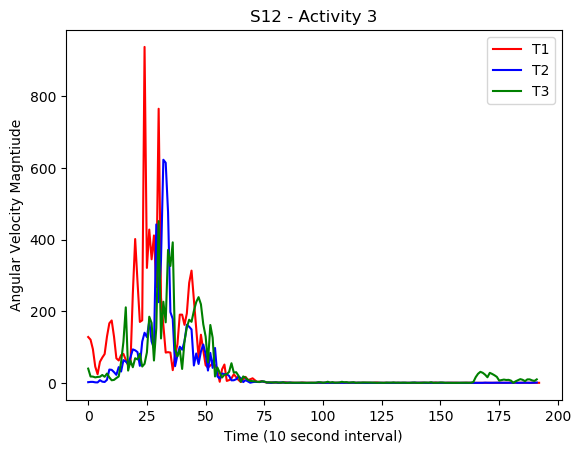 S12 - Activity 3
T1
T2
T3
Angular Velocity Magntiude
800
600
400
200
0
0 25 50 75 100 125 150 175 200
Time (10 second interval)